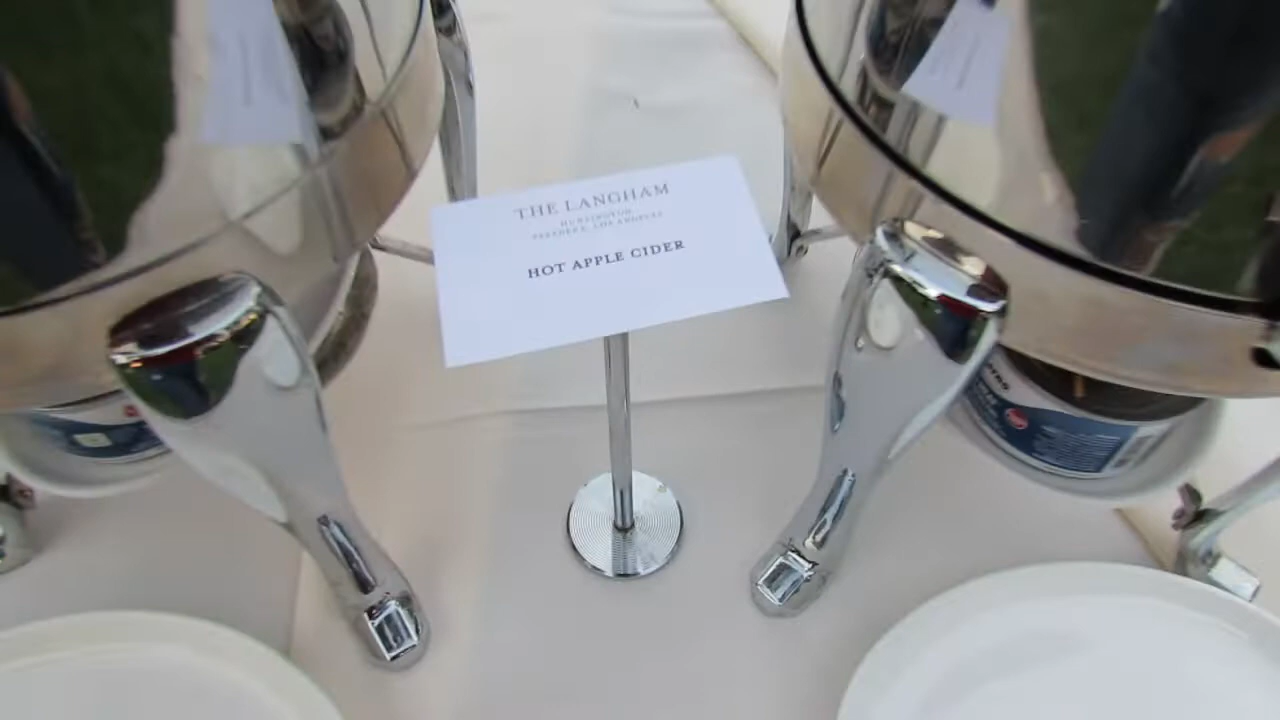 THE LANGHAM
HUNTINGTON,
PASADENA, LOS ANGELES
HOT APPLE CIDER